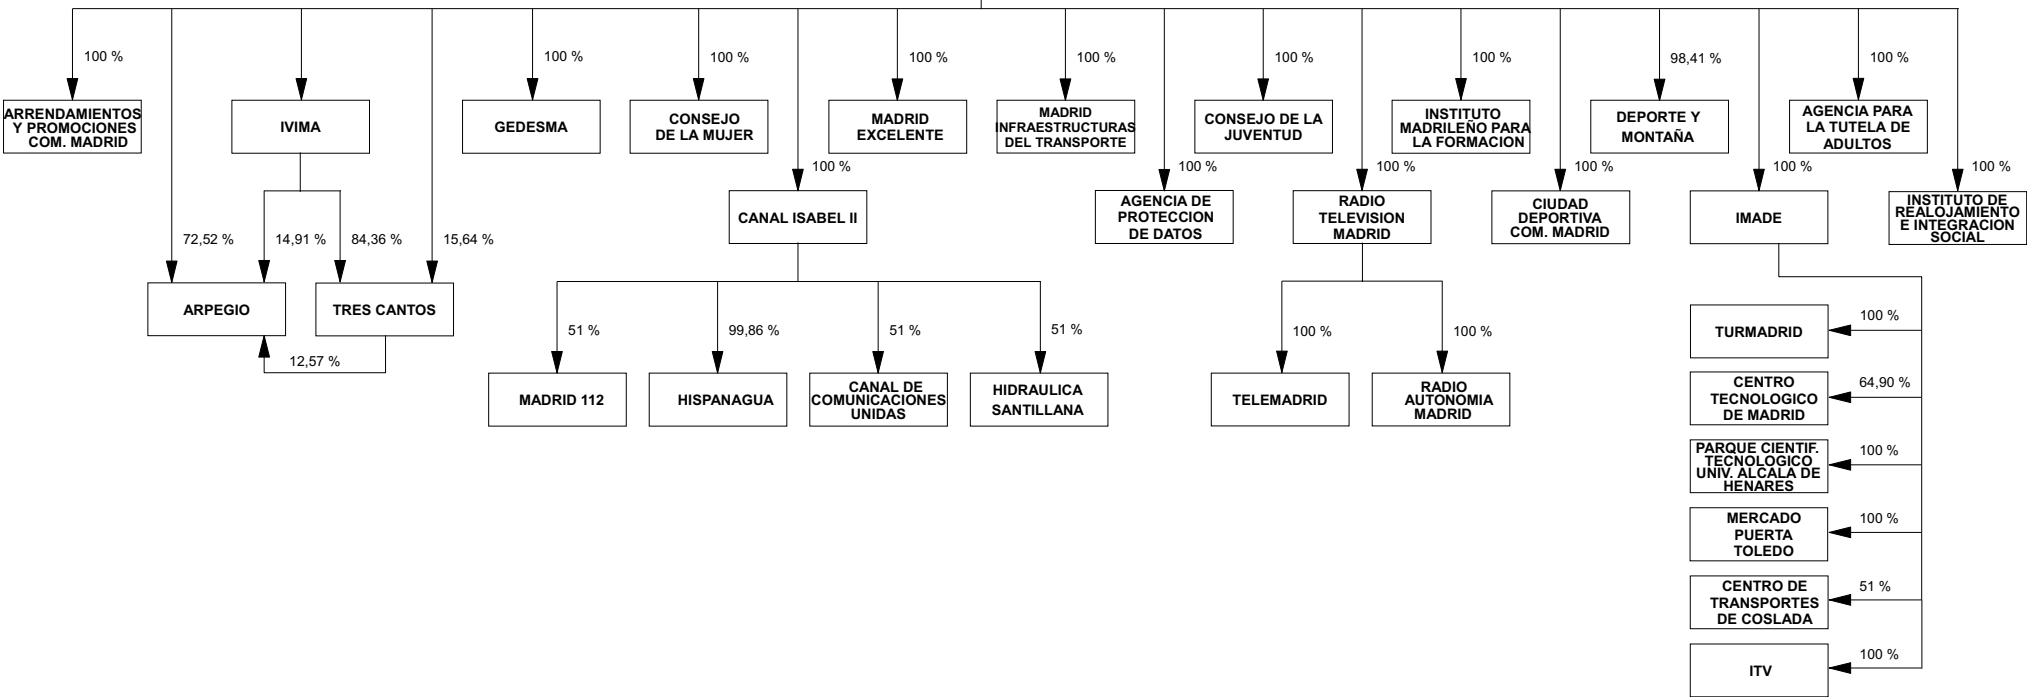 100 %
100 %
100 %
100 %
100 %
100 %
100 %
98,41 %
100 %
ARRENDAMIENTOS
Y PROMOCIONES
COM. MADRID
IVIMA
GEDESMA
CONSEJO
DE LA MUJER
MADRID
EXCELENTE
MADRID
INFRAESTRUCTURAS
DEL TRANSPORTE
CONSEJO DE LA
JUVENTUD
INSTITUTO
MADRILEÑO PARA
LA FORMACION
DEPORTE Y
MONTAÑA
AGENCIA PARA
LA TUTELA DE
ADULTOS
100 %
100 %
100 %
100 %
100 %
100 %
CANAL ISABEL II
AGENCIA DE
PROTECCION
DE DATOS
RADIO
TELEVISION
MADRID
CIUDAD
DEPORTIVA
COM. MADRID
IMADE
INSTITUTO DE
REALOJAMIENTO
E INTEGRACION
SOCIAL
72,52 %
14,91 %
84,36 %
15,64 %
ARPEGIO
TRES CANTOS
12,57 %
51 %
99,86 %
51 %
51 %
100 %
100 %
MADRID 112
HISPANAGUA
CANAL DE
COMUNICACIONES
UNIDAS
HIDRAULICA
SANTILLANA
TELEMADRID
RADIO
AUTONOMIA
MADRID
100 %
TURMADRID
64,90 %
CENTRO
TECNOLOGICO
DE MADRID
100 %
PARQUE CIENTIF.
TECNOLOGICO
UNIV. ALCALA DE
HENARES
100 %
MERCADO
PUERTA
TOLEDO
51 %
CENTRO DE
TRANSPORTES
DE COSLADA
100 %
ITV